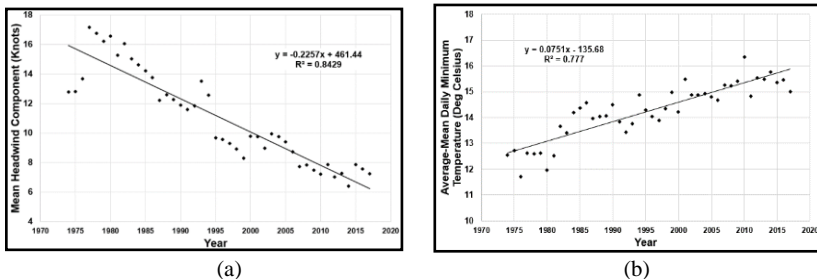 18
16
14
12
10
8
6
4
1970 1975 1980 1985 1990 1995 2000 2005 2010 2015 2020
Mean Headwind Component (Knots)
Year
y = -0.2257x + 461.44
R² = 0.8429
(a)
18
17
16
15
14
13
12
11
10
1970 1975 1980 1985 1990 1995 2000 2005 2010 2015 2020
Average-Mean Daily Minimum
Temperature (Deg Celsius)
Year
y = 0.0751x - 135.68
R² = 0.777
(b)